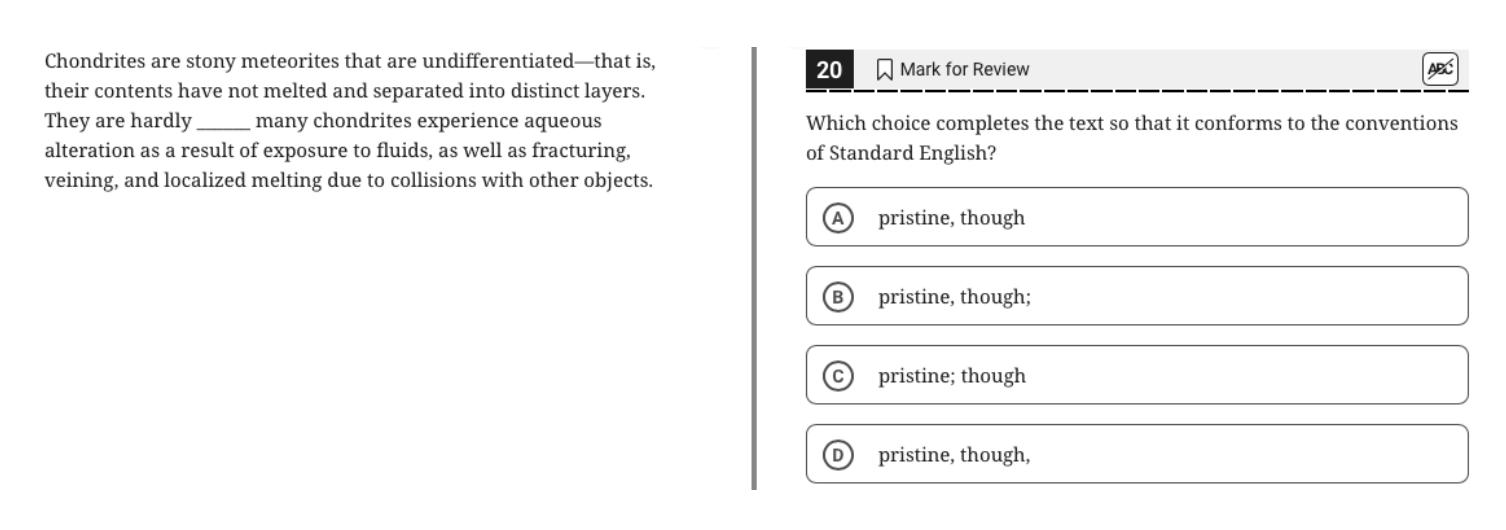 Chondrites are stony meteorites that are undifferentiated—that is,
their contents have not melted and separated into distinct layers.
They are hardly ______ many chondrites experience aqueous
alteration as a result of exposure to fluids, as well as fracturing,
veining, and localized melting due to collisions with other objects.
20 Mark for Review ABC
Which choice completes the text so that it conforms to the conventions
of Standard English?
A pristine, though
B pristine, though;
C pristine; though
D pristine, though,